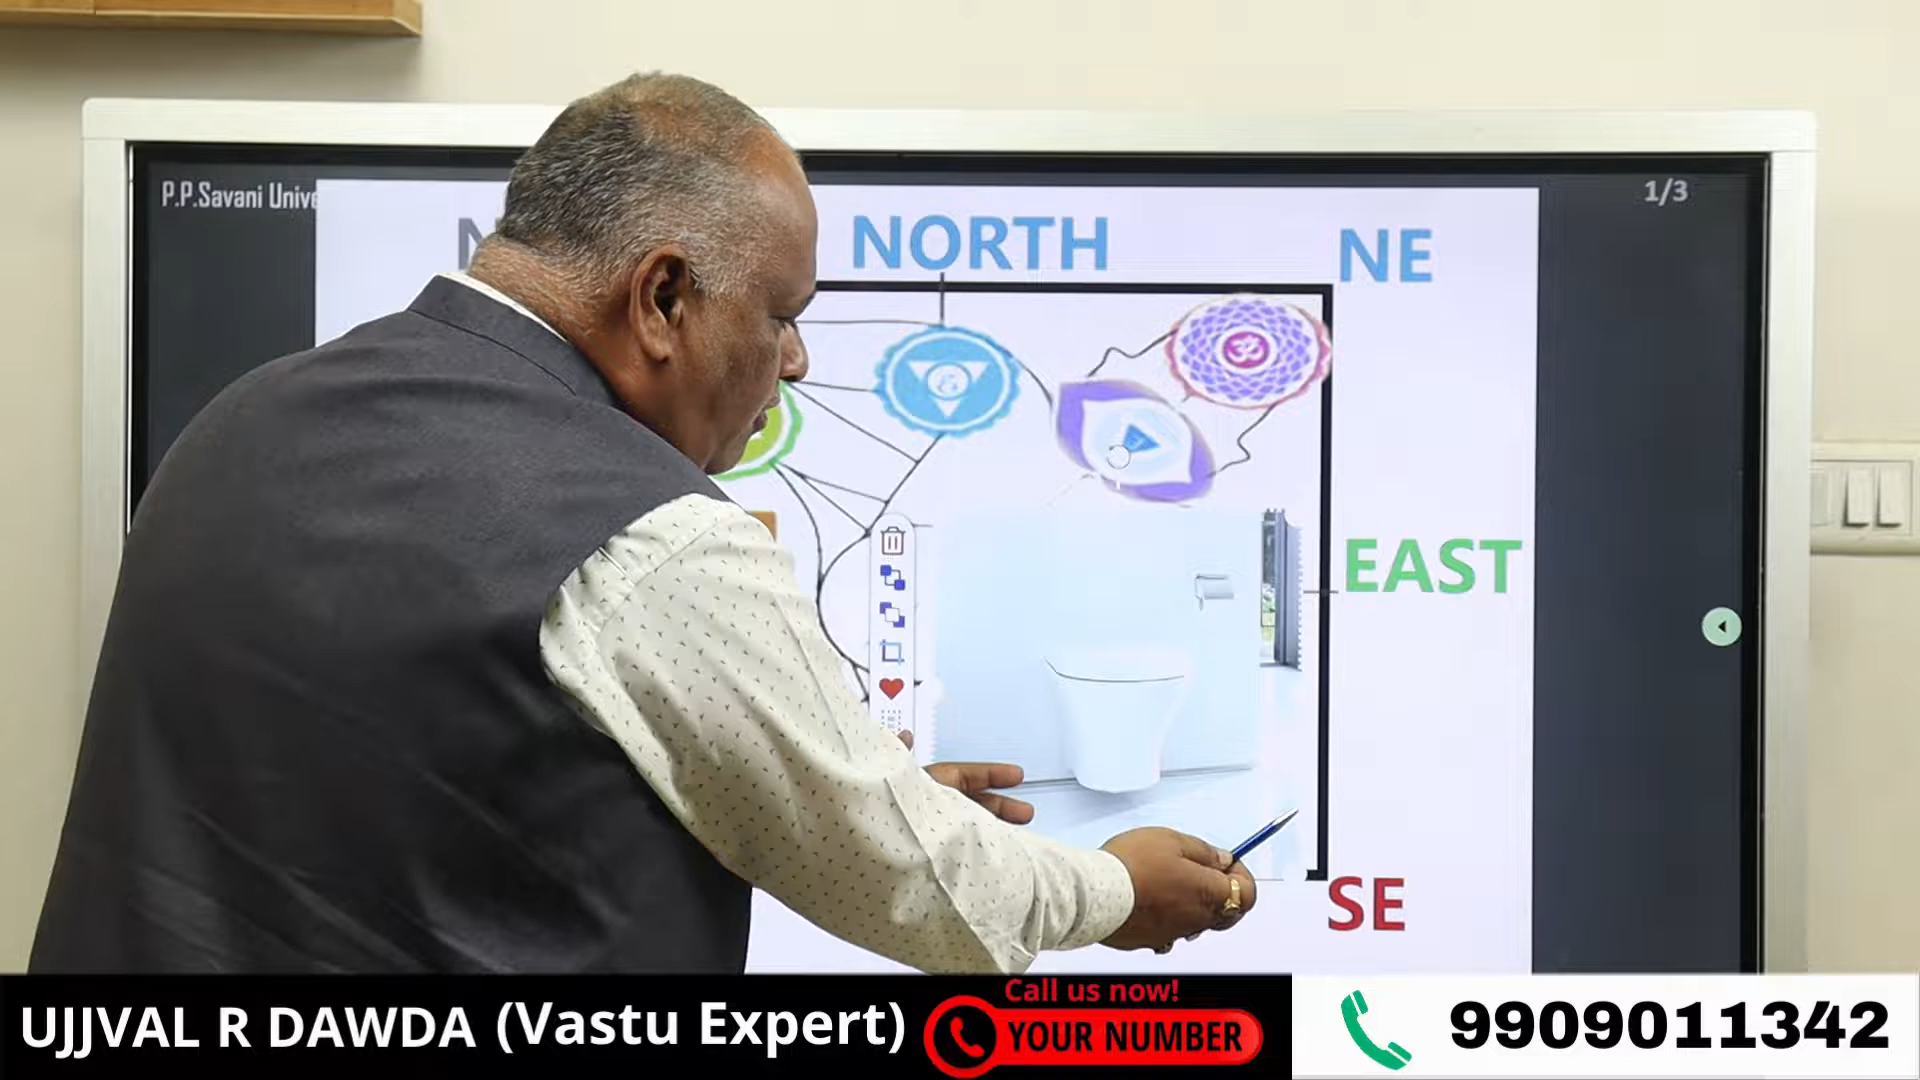 P.P.Savani Unive
1/3
N
NORTH
NE
EAST
SE
UJJVAL R DAWDA (Vastu Expert)
Call us now!
YOUR NUMBER
9909011342